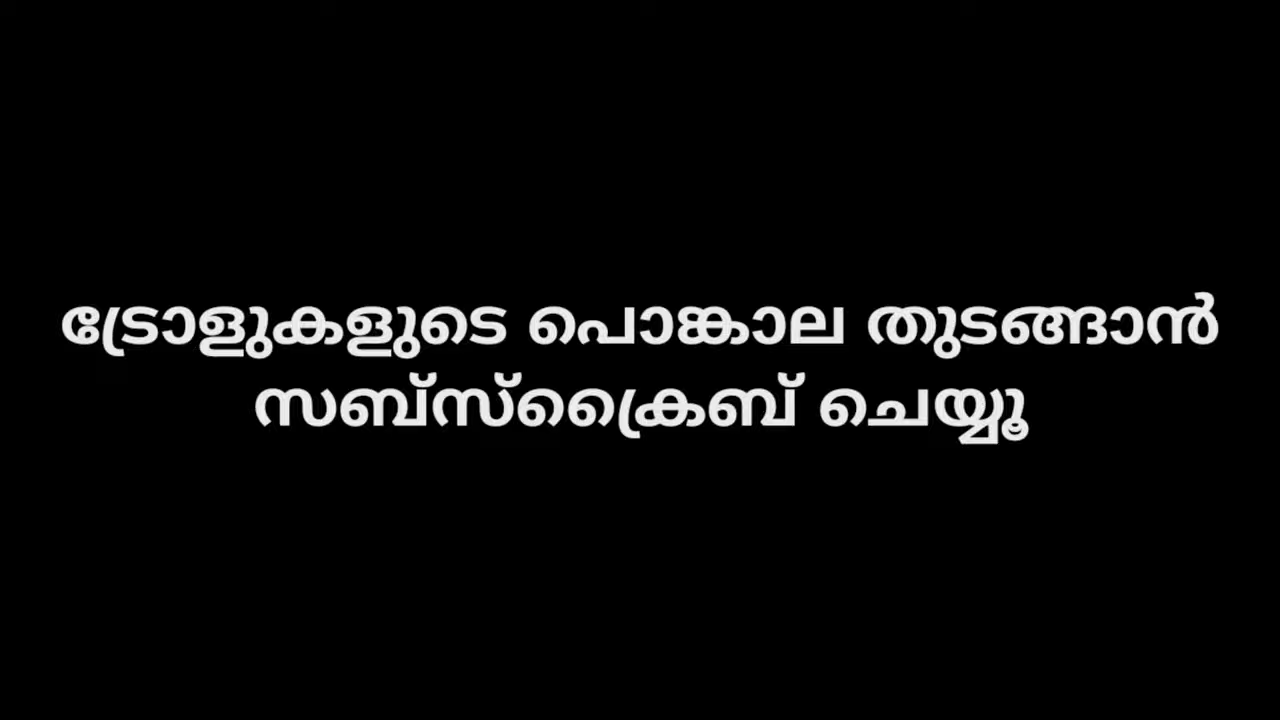 ട്രോളുകളുടെ പൊങ്കാല തുടങ്ങാൻ
സബ്സ്ക്രൈബ് ചെയ്യൂ